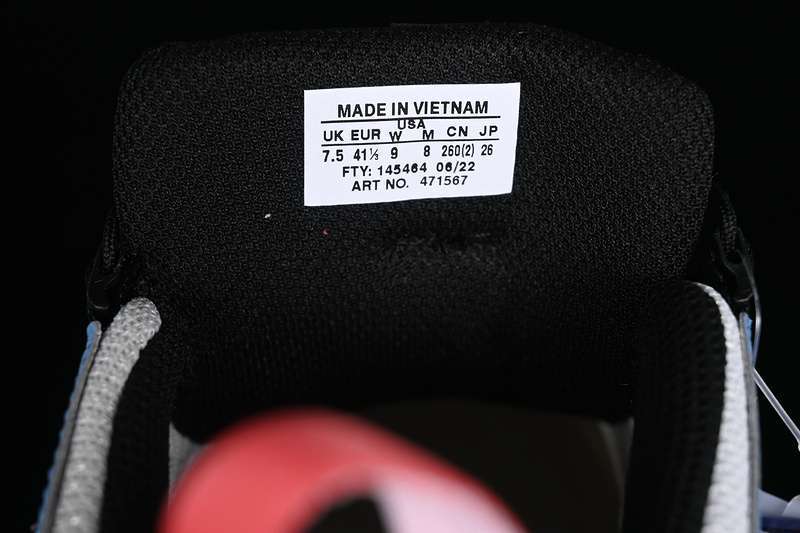 MADE IN VIETNAM
USA
UK EUR W M CN JP
7.5 41⅓ 9 8 260(2) 26
FTY: 145464 06/22
ART NO. 471567